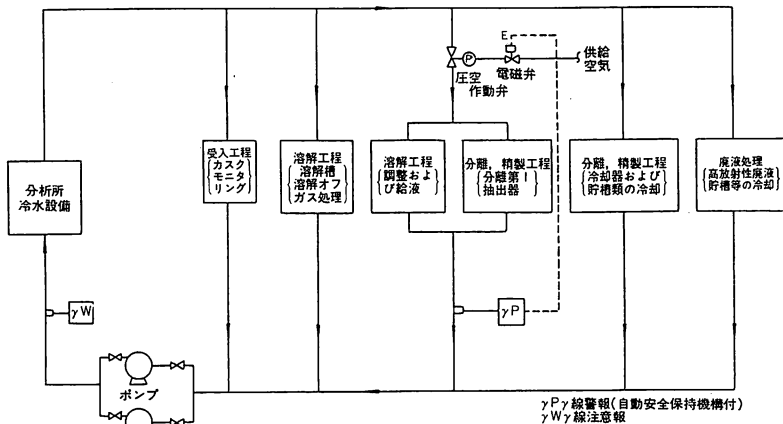 E
供給
空気
P
圧空
作動弁
電磁弁
分析所
冷水設備
受入工程
カスク
モニタ
リング
溶解工程
溶解槽
溶解オフ
ガス処理
溶解工程
調整およ
び給液
分離,精製工程
分離第1
抽出器
分離,精製工程
冷却器および
貯槽類の冷却
廃液処理
高放射性廃液
貯槽等の冷却
γW
γP
ポンプ
γPγ線警報(自動安全保持機構付)
γWγ線注意報